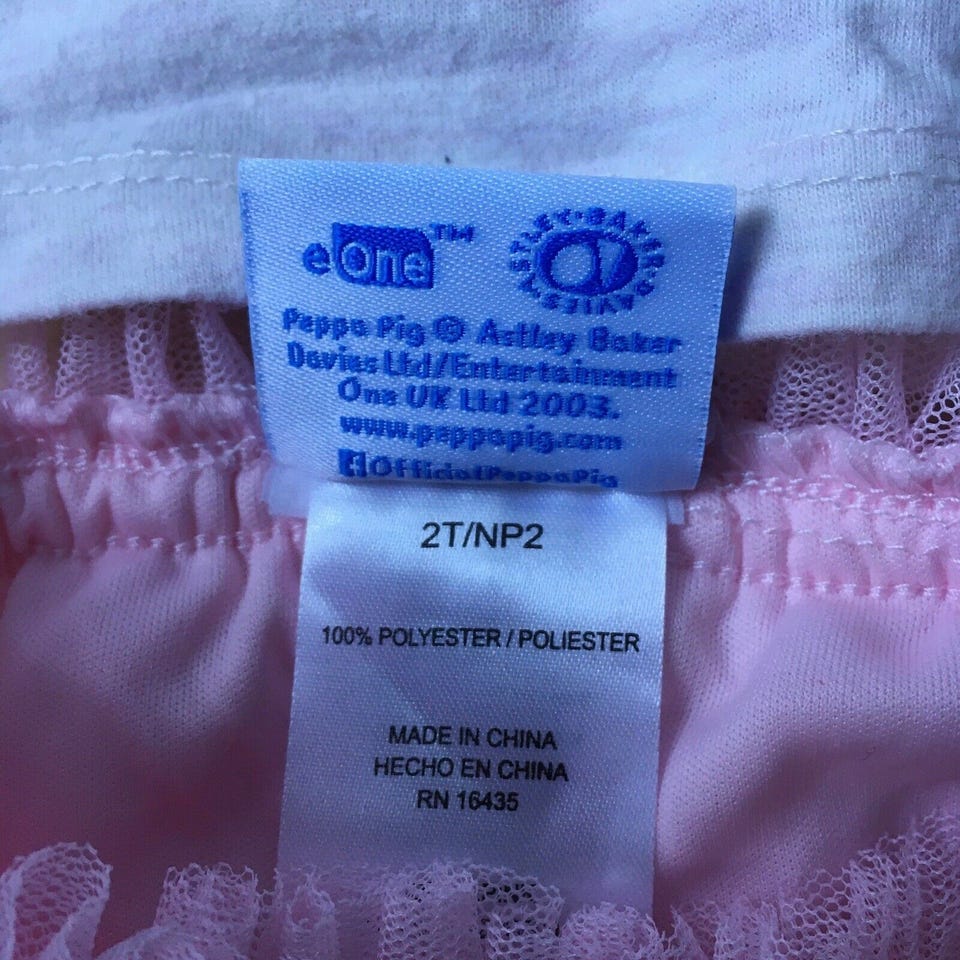 eOne™
ASTLEY·BAKER·DAVIES·
Peppa Pig © Astley Baker
Davies Ltd/Entertainment
One UK Ltd 2003.
www.peppapig.com
fOfficialPeppaPig
2T/NP2
100% POLYESTER / POLIESTER
MADE IN CHINA
HECHO EN CHINA
RN 16435